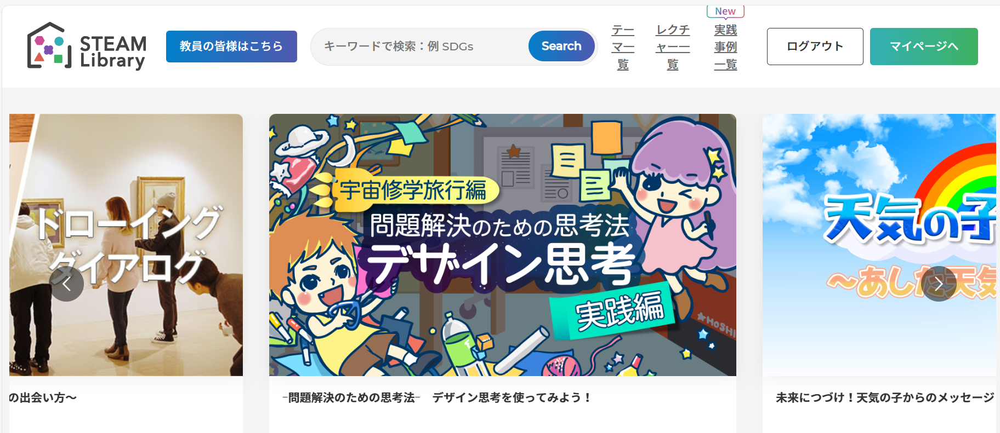 STEAM
Library
教員の皆様はこちら
キーワードで検索：例 SDGs
Search
テー
マ一
覧
レクチ
ャー一
覧
New
実践
事例
一覧
ログアウト
マイページへ
ドローイング
ダイアログ
の出会い方〜
宇宙修学旅行編
問題解決のための思考法
デザイン思考
実践編
★HOSHI
-問題解決のための思考法-　デザイン思考を使ってみよう！
天気の子
〜あした天気
未来につづけ！天気の子からのメッセージ